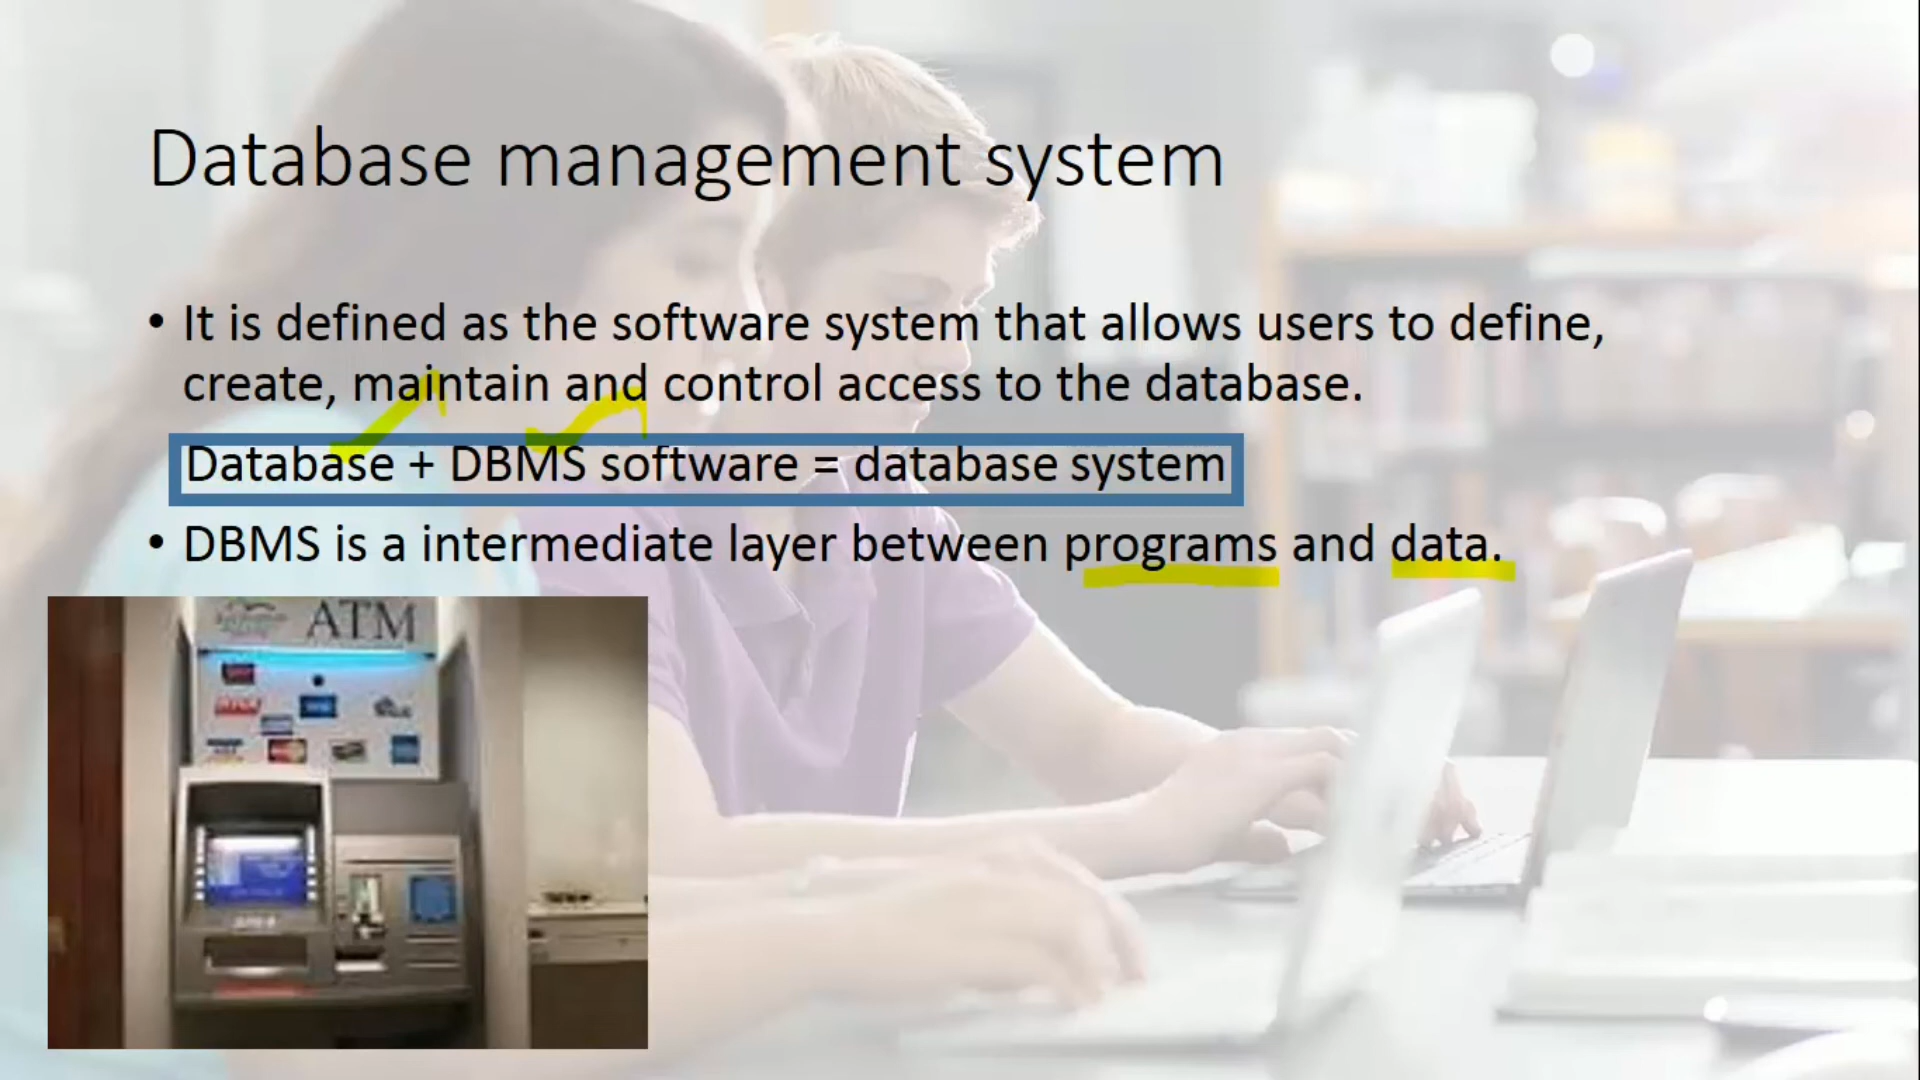 Database management system
• It is defined as the software system that allows users to define,
create, maintain and control access to the database.
Database + DBMS software = database system
• DBMS is a intermediate layer between programs and data.
ATM